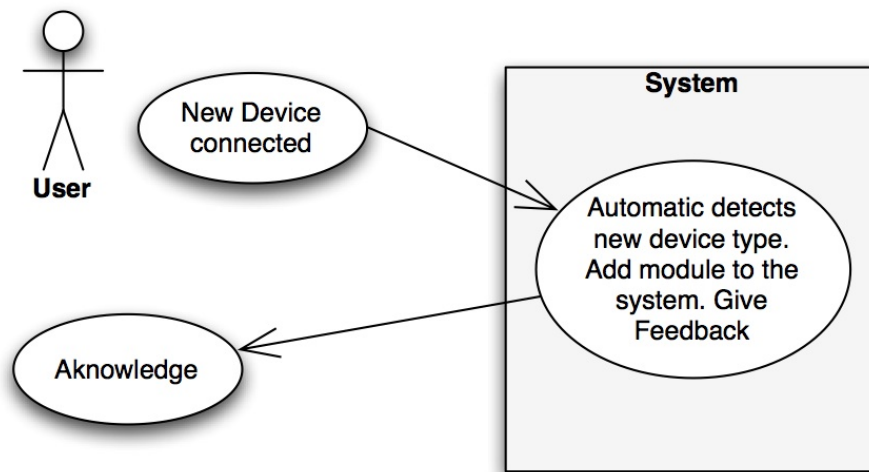 New Device
connected
User
System
Automatic detects
new device type.
Add module to the
system. Give
Feedback
Aknowledge